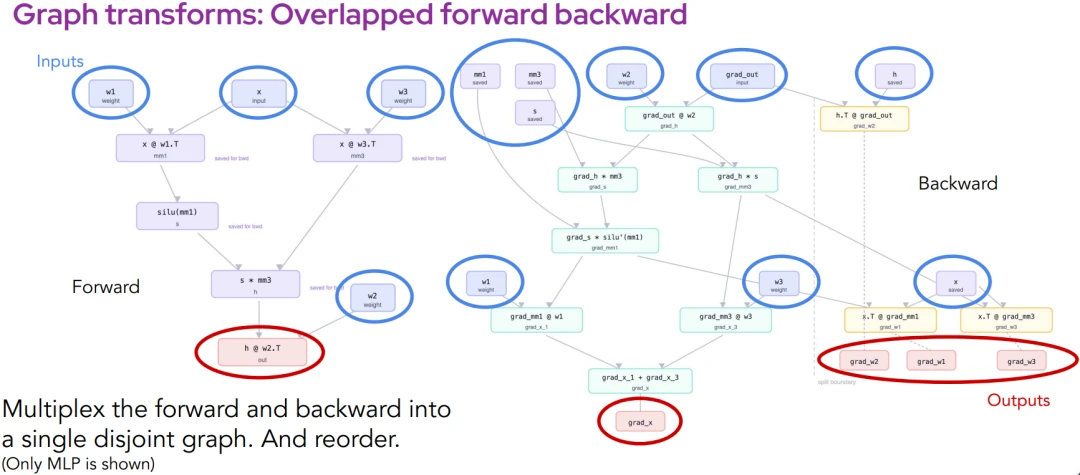 Graph transforms: Overlapped forward backward
Inputs
w1
weight
x
input
w3
weight
x @ w1.T
mm1
saved for bwd
x @ w3.T
mm3
saved for bwd
silu(mm1)
s
saved for bwd
s * mm3
h
saved for bwd
w2
weight
h @ w2.T
out
Forward
mm1
saved
mm3
saved
s
saved
w2
weight
grad_out
input
h
saved
grad_out @ w2
grad_h
h.T @ grad_out
grad_w2
grad_h * mm3
grad_s
grad_h * s
grad_mm3
Backward
grad_s * silu'(mm1)
grad_mm1
w1
weight
w3
weight
x
saved
grad_mm1 @ w1
grad_x_1
grad_mm3 @ w3
grad_x_3
x.T @ grad_mm1
grad_w1
x.T @ grad_mm3
grad_w3
grad_w2
grad_w1
grad_w3
grad_x_1 + grad_x_3
grad_x
split boundary
Outputs
grad_x
Multiplex the forward and backward into
a single disjoint graph. And reorder.
(Only MLP is shown)